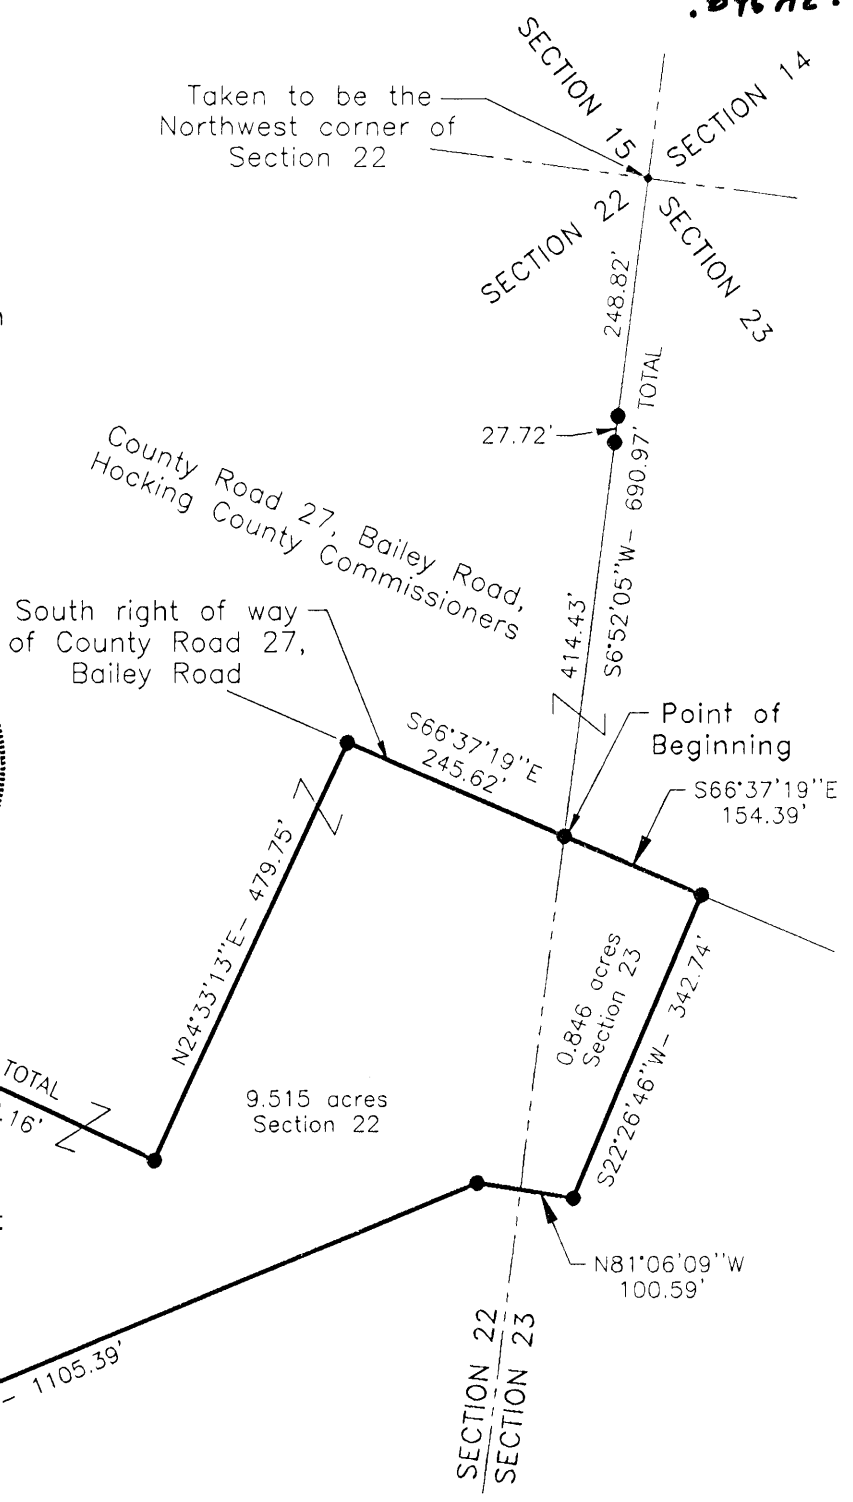 SECTION 15
SECTION 14
Taken to be the
Northwest corner of
Section 22
SECTION 22
SECTION 23
248.82'
27.72'
S6°52'05"W- 690.97' TOTAL
414.43'
County Road 27, Bailey Road,
Hocking County Commissioners
South right of way
of County Road 27,
Bailey Road
S66°37'19"E
245.62'
Point of
Beginning
S66°37'19"E
154.39'
N24°33'13"E- 479.75'
0.846 acres
Section 23
S22°26'46"W- 342.74'
TOTAL
.16'
9.515 acres
Section 22
N81°06'09"W
100.59'
- 1105.39'
SECTION 22
SECTION 23